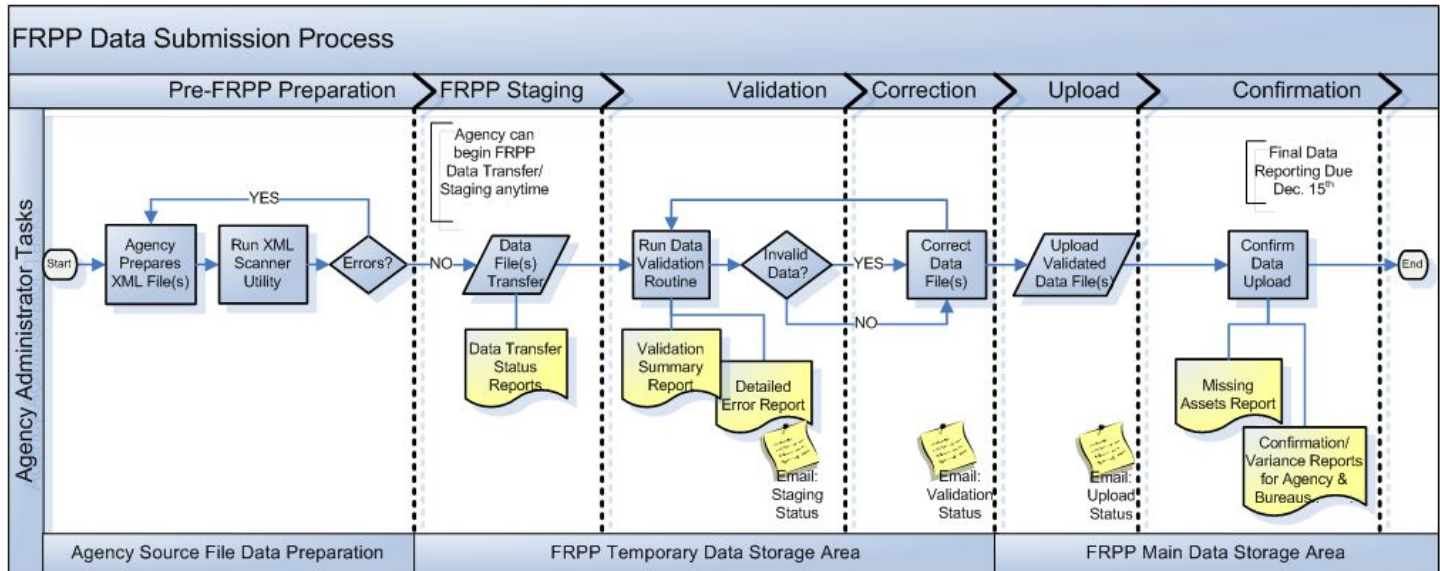 FRPP Data Submission Process
Pre-FRPP Preparation
FRPP Staging
Validation
Correction
Upload
Confirmation
Agency Administrator Tasks
Agency can
begin FRPP
Data Transfer/
Staging anytime
Final Data
Reporting Due
Dec. 15th
YES
Start
Agency
Prepares
XML File(s)
Run XML
Scanner
Utility
Errors?
NO
Data
File(s)
Transfer
Run Data
Validation
Routine
Invalid
Data?
YES
NO
Correct
Data
File(s)
Upload
Validated
Data File(s)
Confirm
Data
Upload
End
Data Transfer
Status
Reports
Validation
Summary
Report
Detailed
Error Report
Missing
Assets Report
Confirmation/
Variance Reports
for Agency &
Bureaus..
Email:
Staging
Status
Email:
Validation
Status
Email:
Upload
Status
Agency Source File Data Preparation
FRPP Temporary Data Storage Area
FRPP Main Data Storage Area